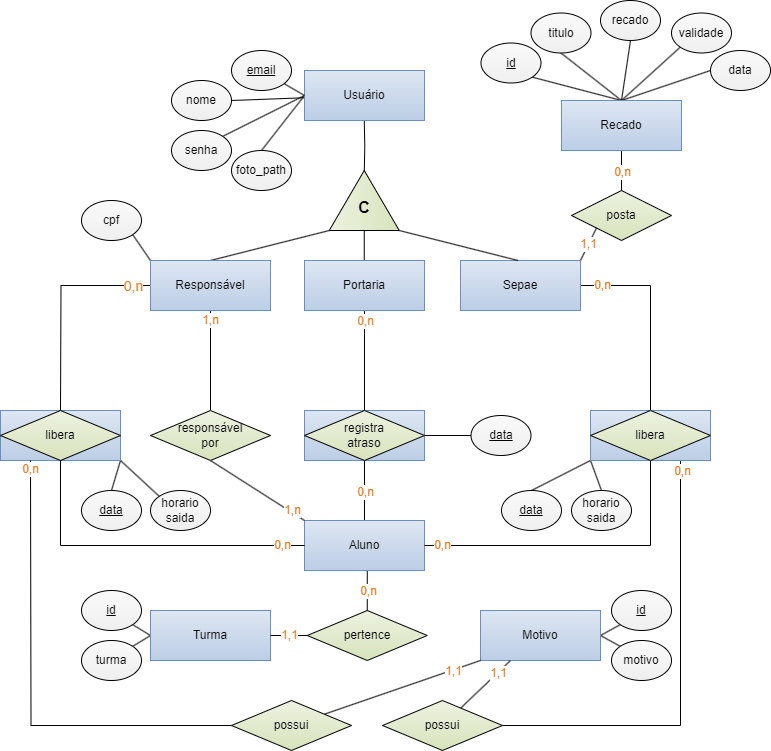 recado
titulo
validade
id
data
email
nome
senha
foto_path
Usuário
Recado
0,n
C
posta
cpf
1,1
Responsável
Portaria
Sepae
0,n
0,n
1,n
0,n
libera
responsável
por
registra
atraso
data
libera
0,n
0,n
data
horario
saida
0,n
1,n
data
horario
saida
Aluno
0,n
0,n
0,n
id
turma
Turma
1,1
pertence
Motivo
id
motivo
1,1
1,1
possui
possui